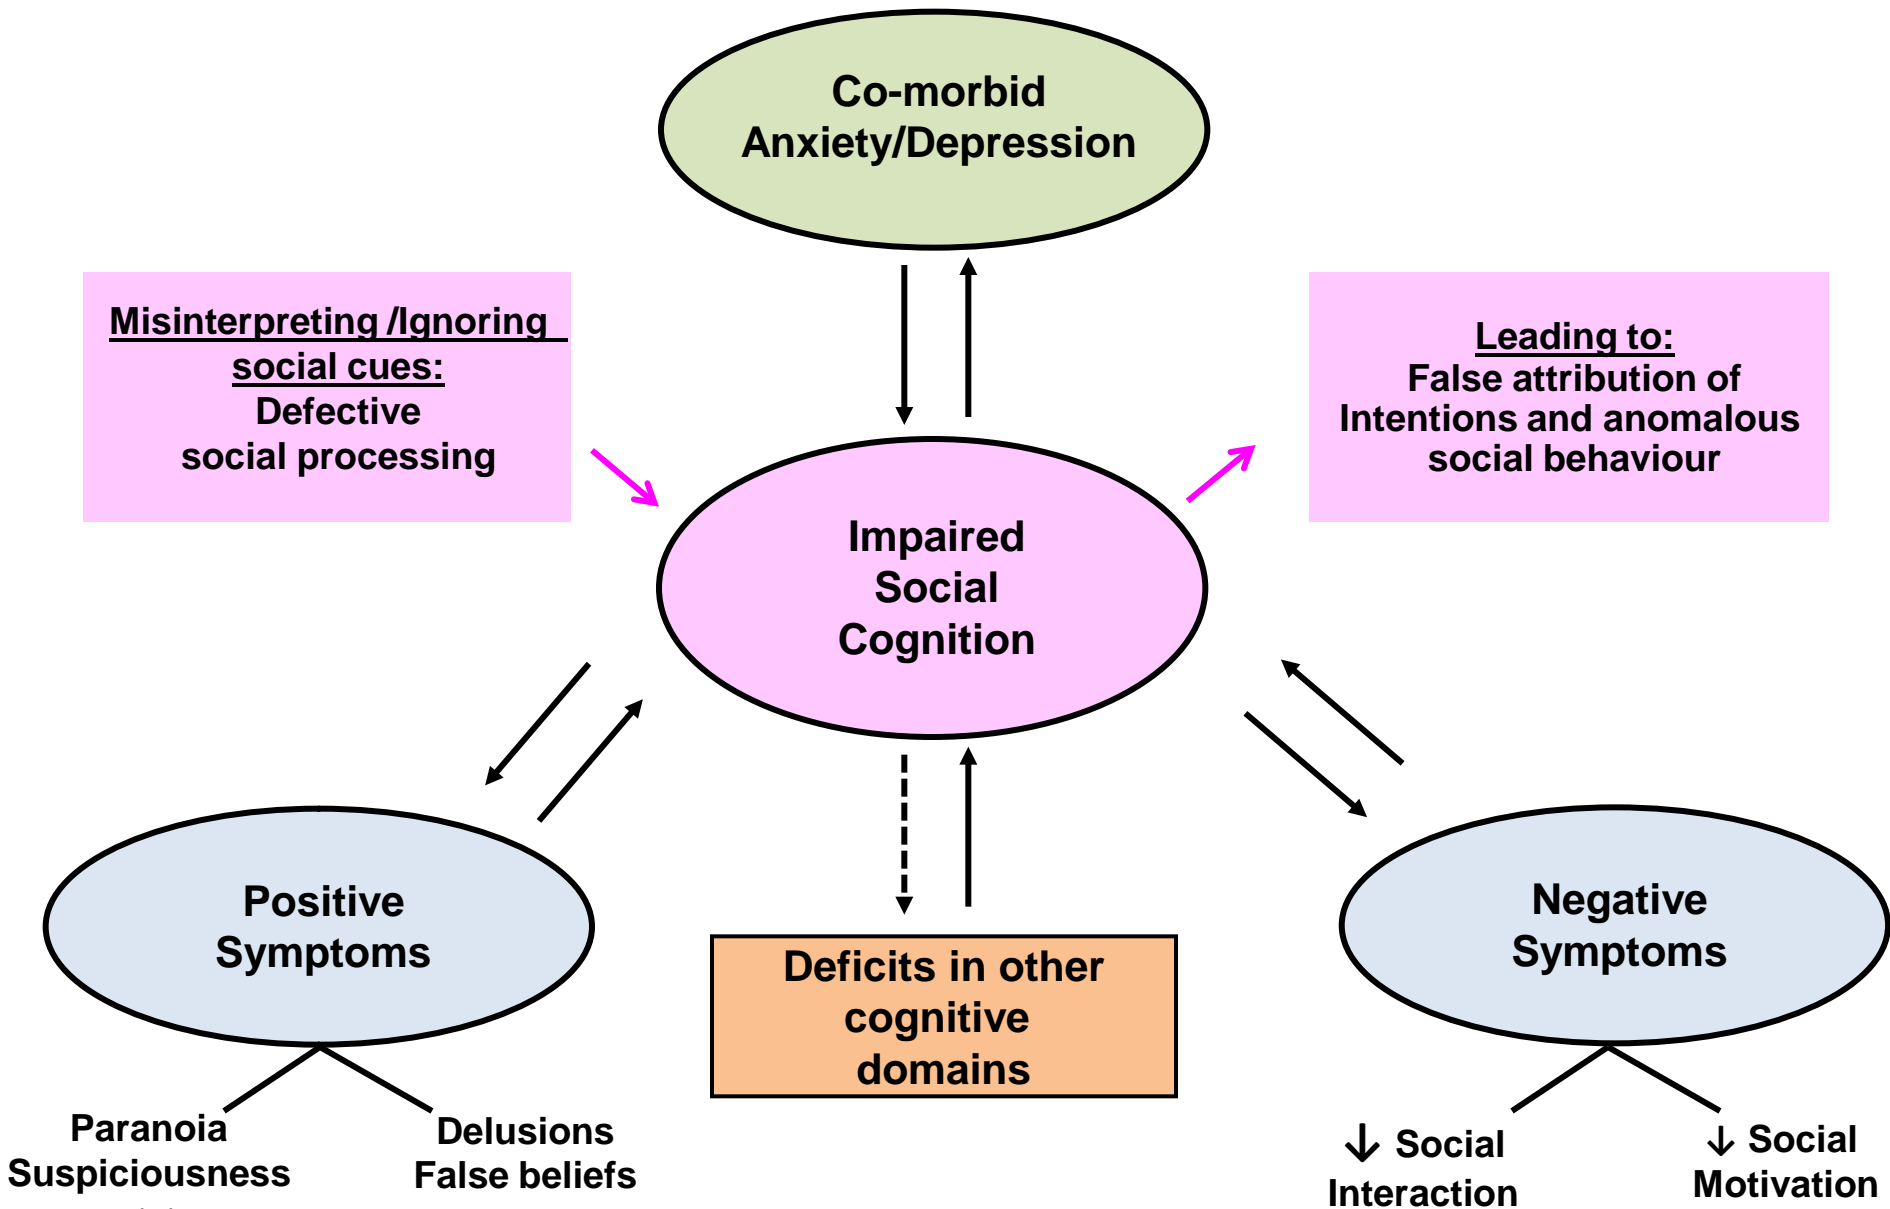 Co-morbid
Anxiety/Depression
Misinterpreting /Ignoring
social cues:
Defective
social processing
Leading to:
False attribution of
Intentions and anomalous
social behaviour
Impaired
Social
Cognition
Positive
Symptoms
Deficits in other
cognitive
domains
Negative
Symptoms
Paranoia
Suspiciousness
Delusions
False beliefs
↓ Social
Interaction
↓ Social
Motivation